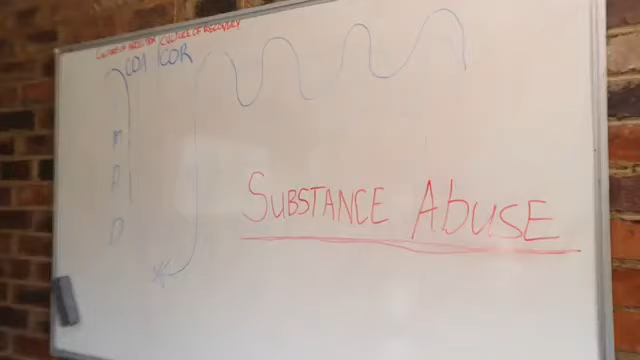 CULTURE OF ADDICTION CULTURE OF RECOVERY
COA COR
M
A
D
SUBSTANCE ABUSE